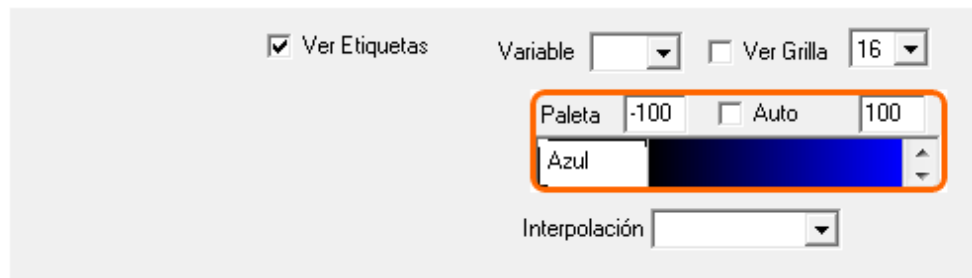 Ver Etiquetas Variable Ver Grilla 16
Paleta -100 Auto 100
Azul
Interpolación